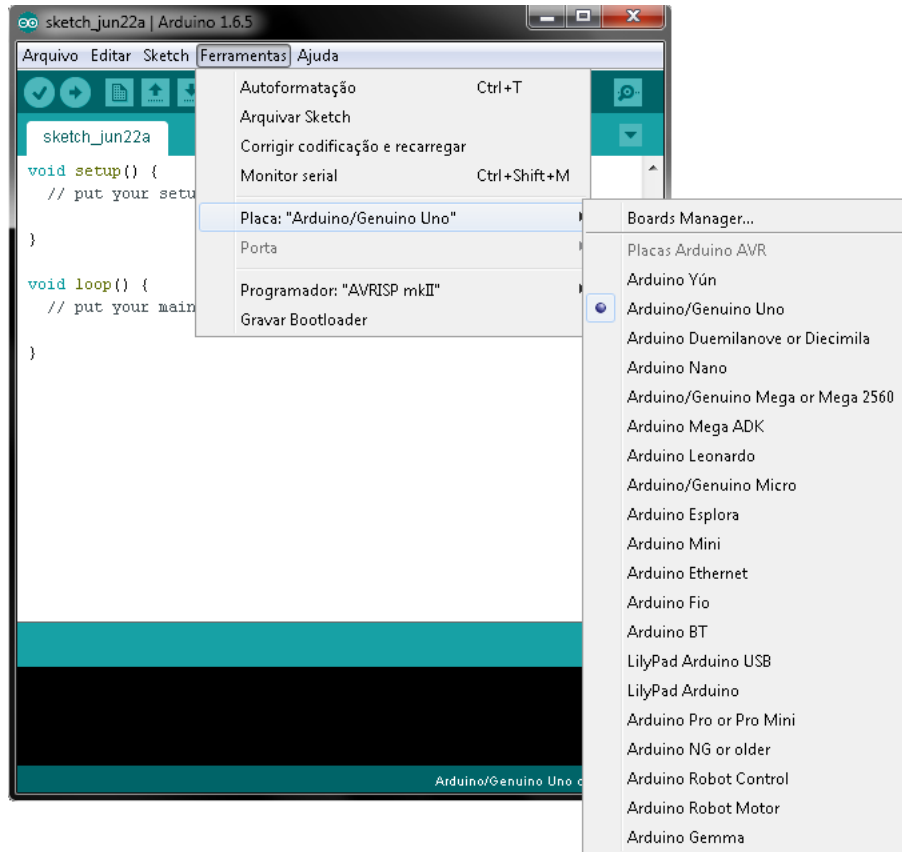 sketch_jun22a | Arduino 1.6.5
Arquivo Editar Sketch Ferramentas Ajuda
Autoformatação Ctrl+T
Arquivar Sketch
Corrigir codificação e recarregar
Monitor serial Ctrl+Shift+M
Placa: "Arduino/Genuino Uno"
Porta
Programador: "AVRISP mkII"
Gravar Bootloader
sketch_jun22a
void setup() {
// put your setu
}
void loop() {
// put your main
}
Boards Manager...
Placas Arduino AVR
Arduino Yún
Arduino/Genuino Uno
Arduino Duemilanove or Diecimila
Arduino Nano
Arduino/Genuino Mega or Mega 2560
Arduino Mega ADK
Arduino Leonardo
Arduino/Genuino Micro
Arduino Esplora
Arduino Mini
Arduino Ethernet
Arduino Fio
Arduino BT
LilyPad Arduino USB
LilyPad Arduino
Arduino Pro or Pro Mini
Arduino NG or older
Arduino Robot Control
Arduino Robot Motor
Arduino Gemma
Arduino/Genuino Uno